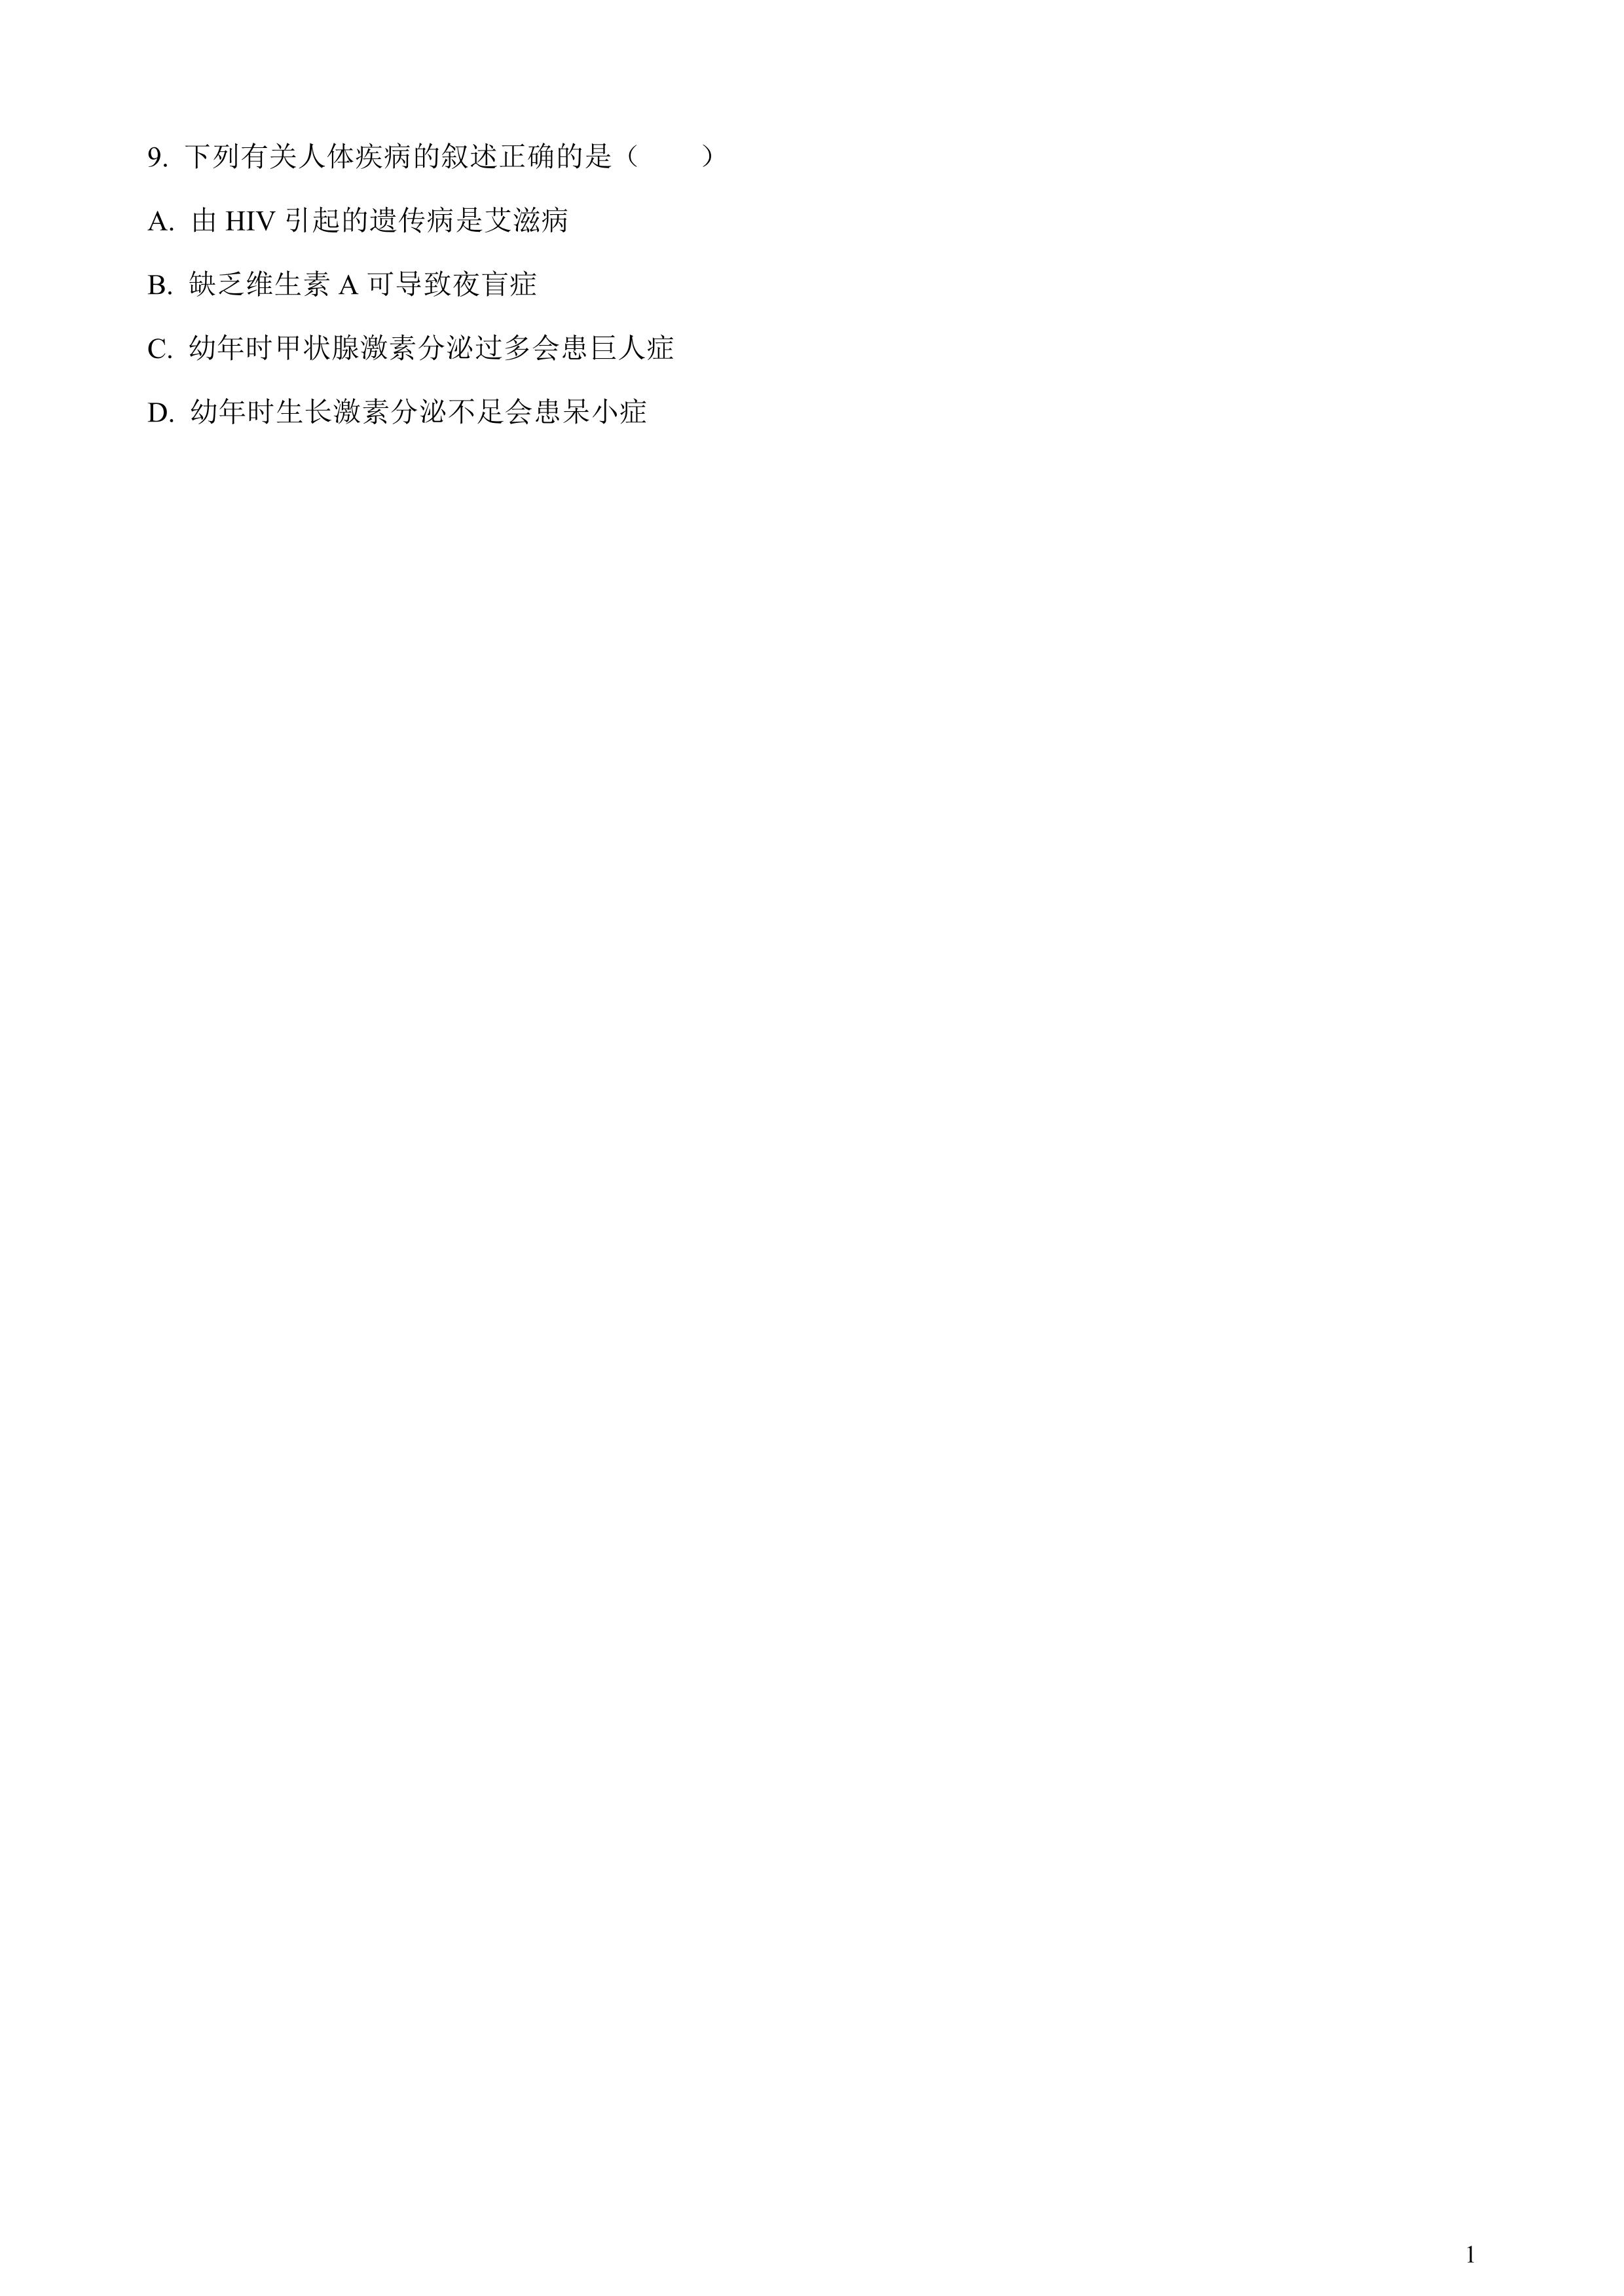 9. 下列有关人体疾病的叙述正确的是（　　）
A. 由 HIV 引起的遗传病是艾滋病
B. 缺乏维生素 A 可导致夜盲症
C. 幼年时甲状腺激素分泌过多会患巨人症
D. 幼年时生长激素分泌不足会患呆小症
1